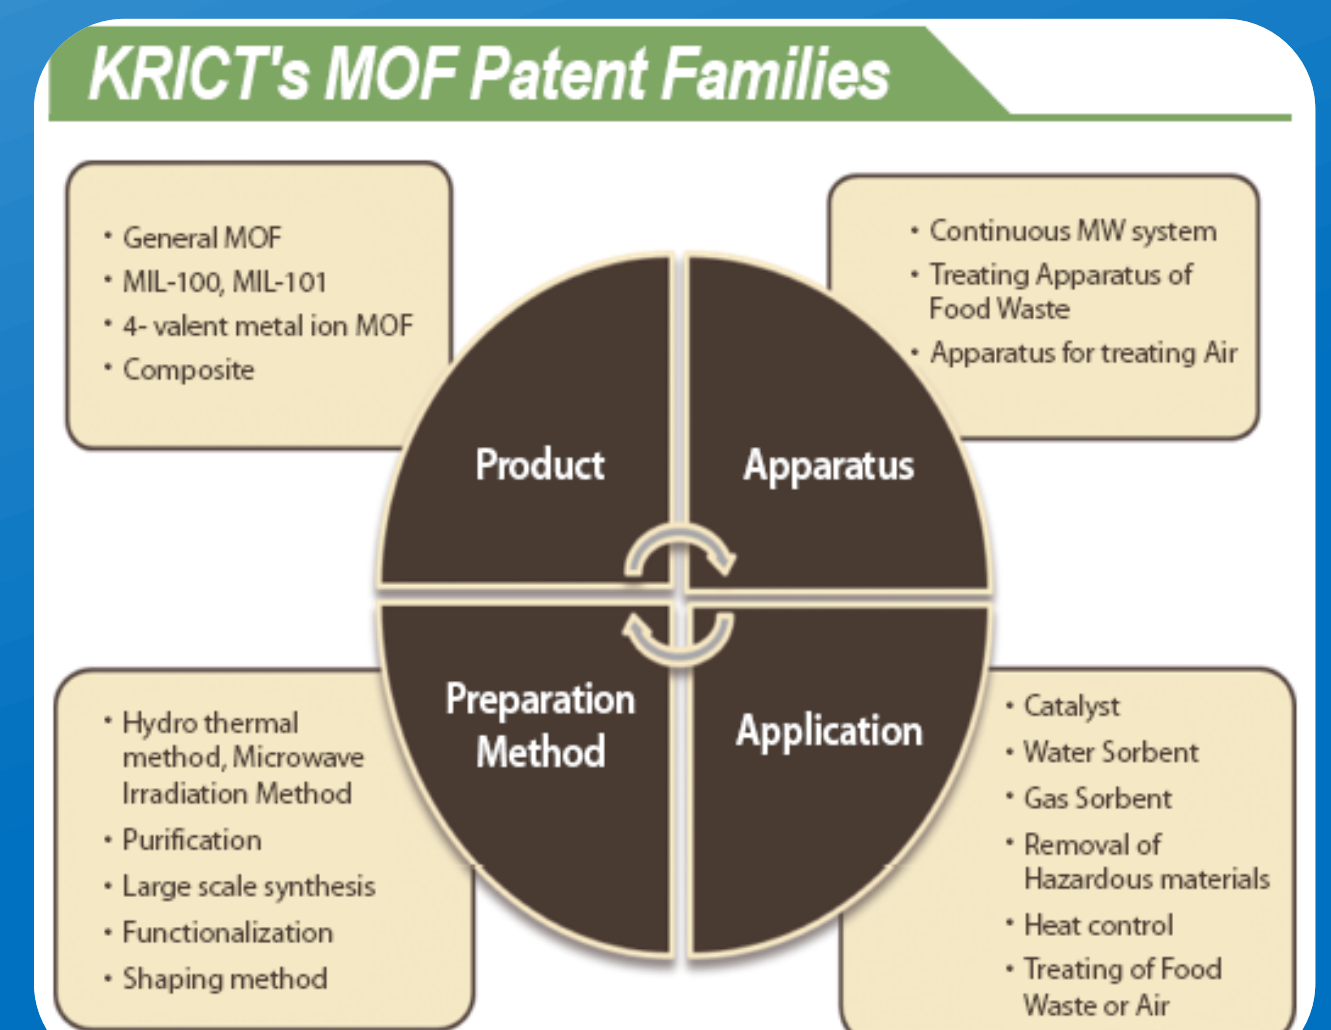 KRICT's MOF Patent Families
• General MOF
• MIL-100, MIL-101
• 4- valent metal ion MOF
• Composite
• Continuous MW system
• Treating Apparatus of
Food Waste
• Apparatus for treating Air
Product
Apparatus
Preparation
Method
Application
• Hydro thermal
method, Microwave
Irradiation Method
• Purification
• Large scale synthesis
• Functionalization
• Shaping method
• Catalyst
• Water Sorbent
• Gas Sorbent
• Removal of
Hazardous materials
• Heat control
• Treating of Food
Waste or Air